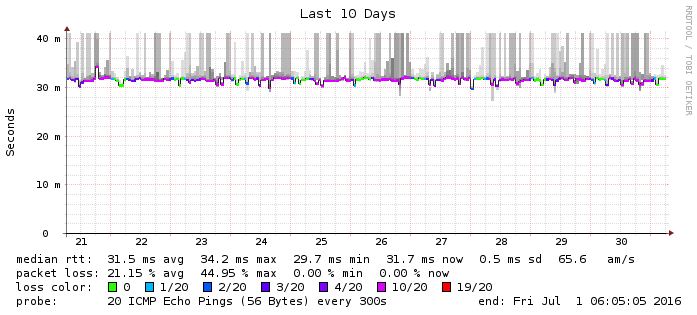 Last 10 Days
RRDTOOL / TOBI OETIKER
Seconds
40 m
30 m
20 m
10 m
0
21 22 23 24 25 26 27 28 29 30
median rtt: 31.5 ms avg 34.2 ms max 29.7 ms min 31.7 ms now 0.5 ms sd 65.6 am/s
packet loss: 21.15 % avg 44.95 % max 0.00 % min 0.00 % now
loss color: 0 1/20 2/20 3/20 4/20 10/20 19/20
probe: 20 ICMP Echo Pings (56 Bytes) every 300s end: Fri Jul 1 06:05:05 2016